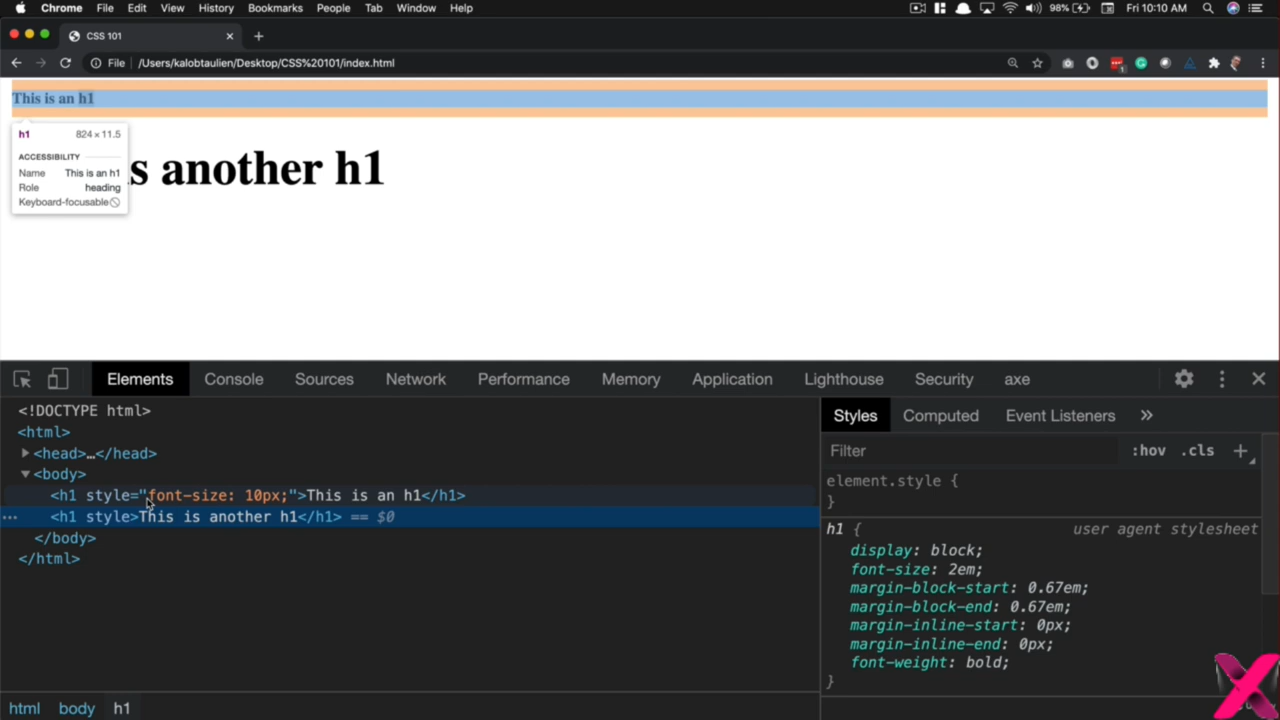 Chrome File Edit View History Bookmarks People Tab Window Help 98% Fri 10:10 AM
CSS 101
File /Users/kalobtaulien/Desktop/CSS%20101/index.html
This is an h1
h1 824 × 11.5
ACCESSIBILITY
Name This is an h1
Role heading
Keyboard-focusable
s another h1
Elements Console Sources Network Performance Memory Application Lighthouse Security axe
<!DOCTYPE html>
<html>
<head>…</head>
<body>
<h1 style="font-size: 10px;">This is an h1</h1>
<h1 style>This is another h1</h1> == $0
</body>
</html>
html body h1
Styles Computed Event Listeners »
Filter :hov .cls +
element.style {
}
h1 { user agent stylesheet
display: block;
font-size: 2em;
margin-block-start: 0.67em;
margin-block-end: 0.67em;
margin-inline-start: 0px;
margin-inline-end: 0px;
font-weight: bold;
}